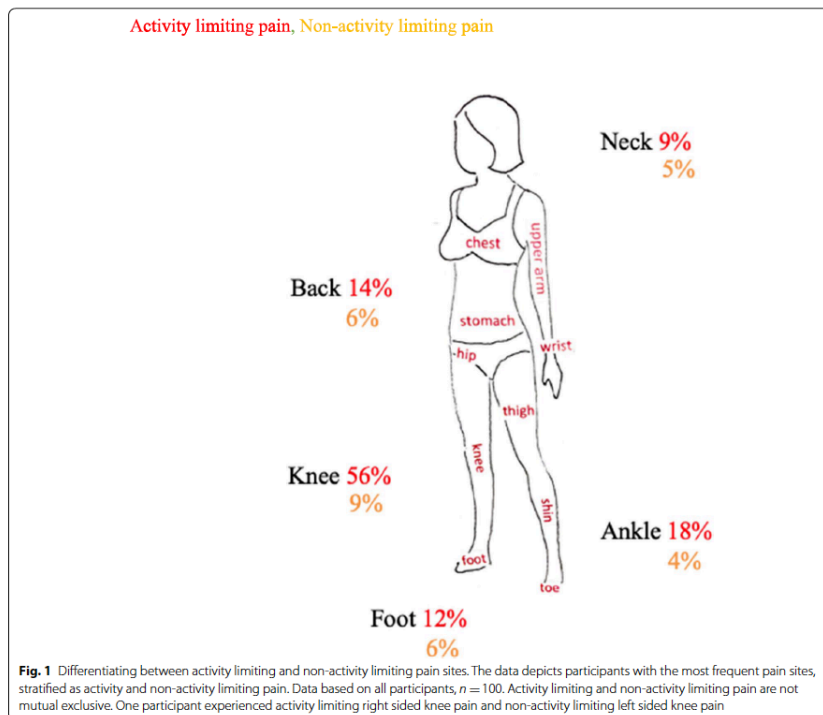 Activity limiting pain, Non-activity limiting pain
Neck 9%
5%
chest
upper arm
Back 14%
6%
stomach
wrist
-hip
thigh
knee
Knee 56%
9%
shin
Ankle 18%
4%
foot
toe
Foot 12%
6%
Fig. 1 Differentiating between activity limiting and non-activity limiting pain sites. The data depicts participants with the most frequent pain sites,
stratified as activity and non-activity limiting pain. Data based on all participants, n = 100. Activity limiting and non-activity limiting pain are not
mutual exclusive. One participant experienced activity limiting right sided knee pain and non-activity limiting left sided knee pain